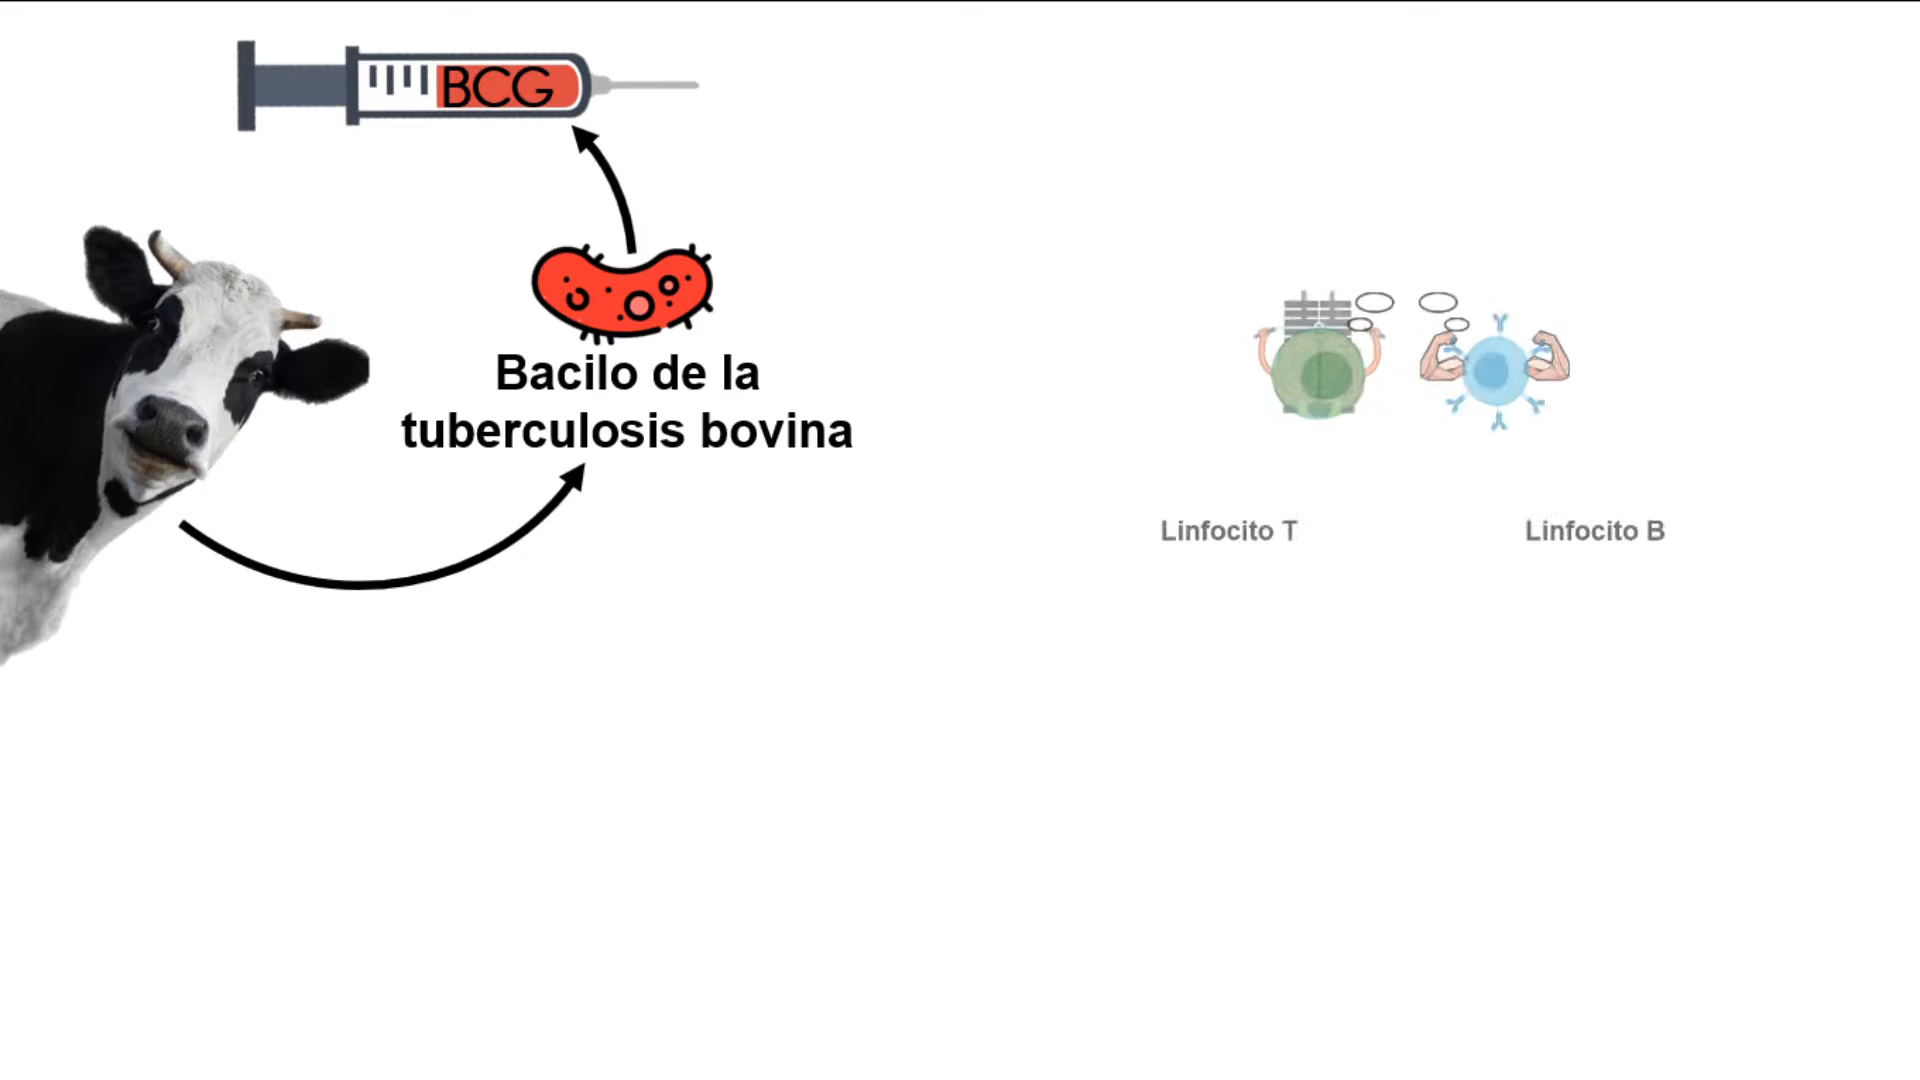 BCG
Bacilo de la
tuberculosis bovina
Linfocito T
Linfocito B